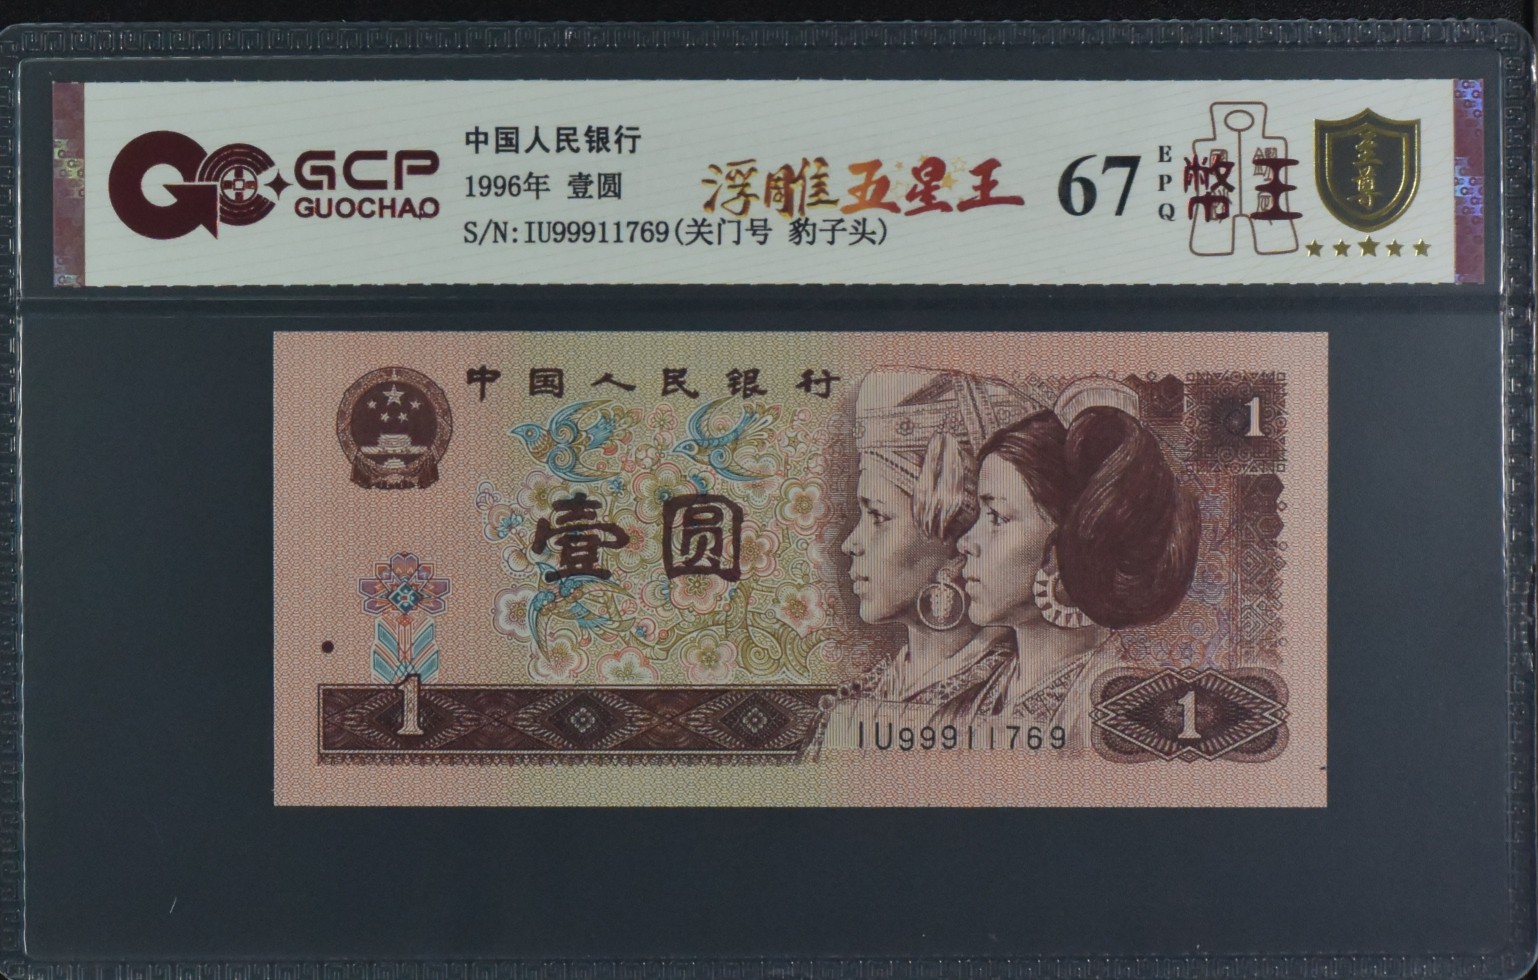 GCP
GUOCHAO
中国人民银行
1996年 壹圆
S/N:IU99911769(关门号 豹子头)
浮雕五星王
67
EPQ
币王
至尊
中国人民银行
壹圆
1
1
IU99911769
1